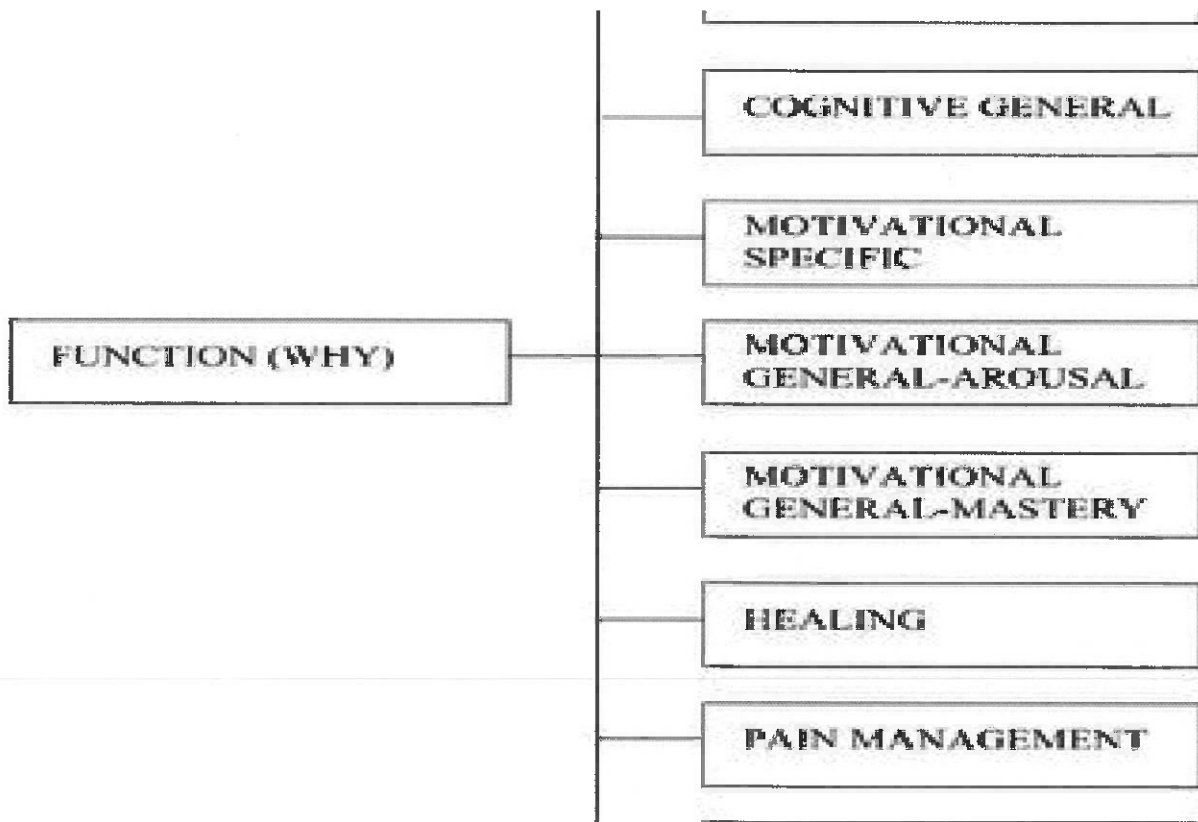 COGNITIVE GENERAL
MOTIVATIONAL
SPECIFIC
FUNCTION (WHY)
MOTIVATIONAL
GENERAL-AROUSAL
MOTIVATIONAL
GENERAL-MASTERY
HEALING
PAIN MANAGEMENT